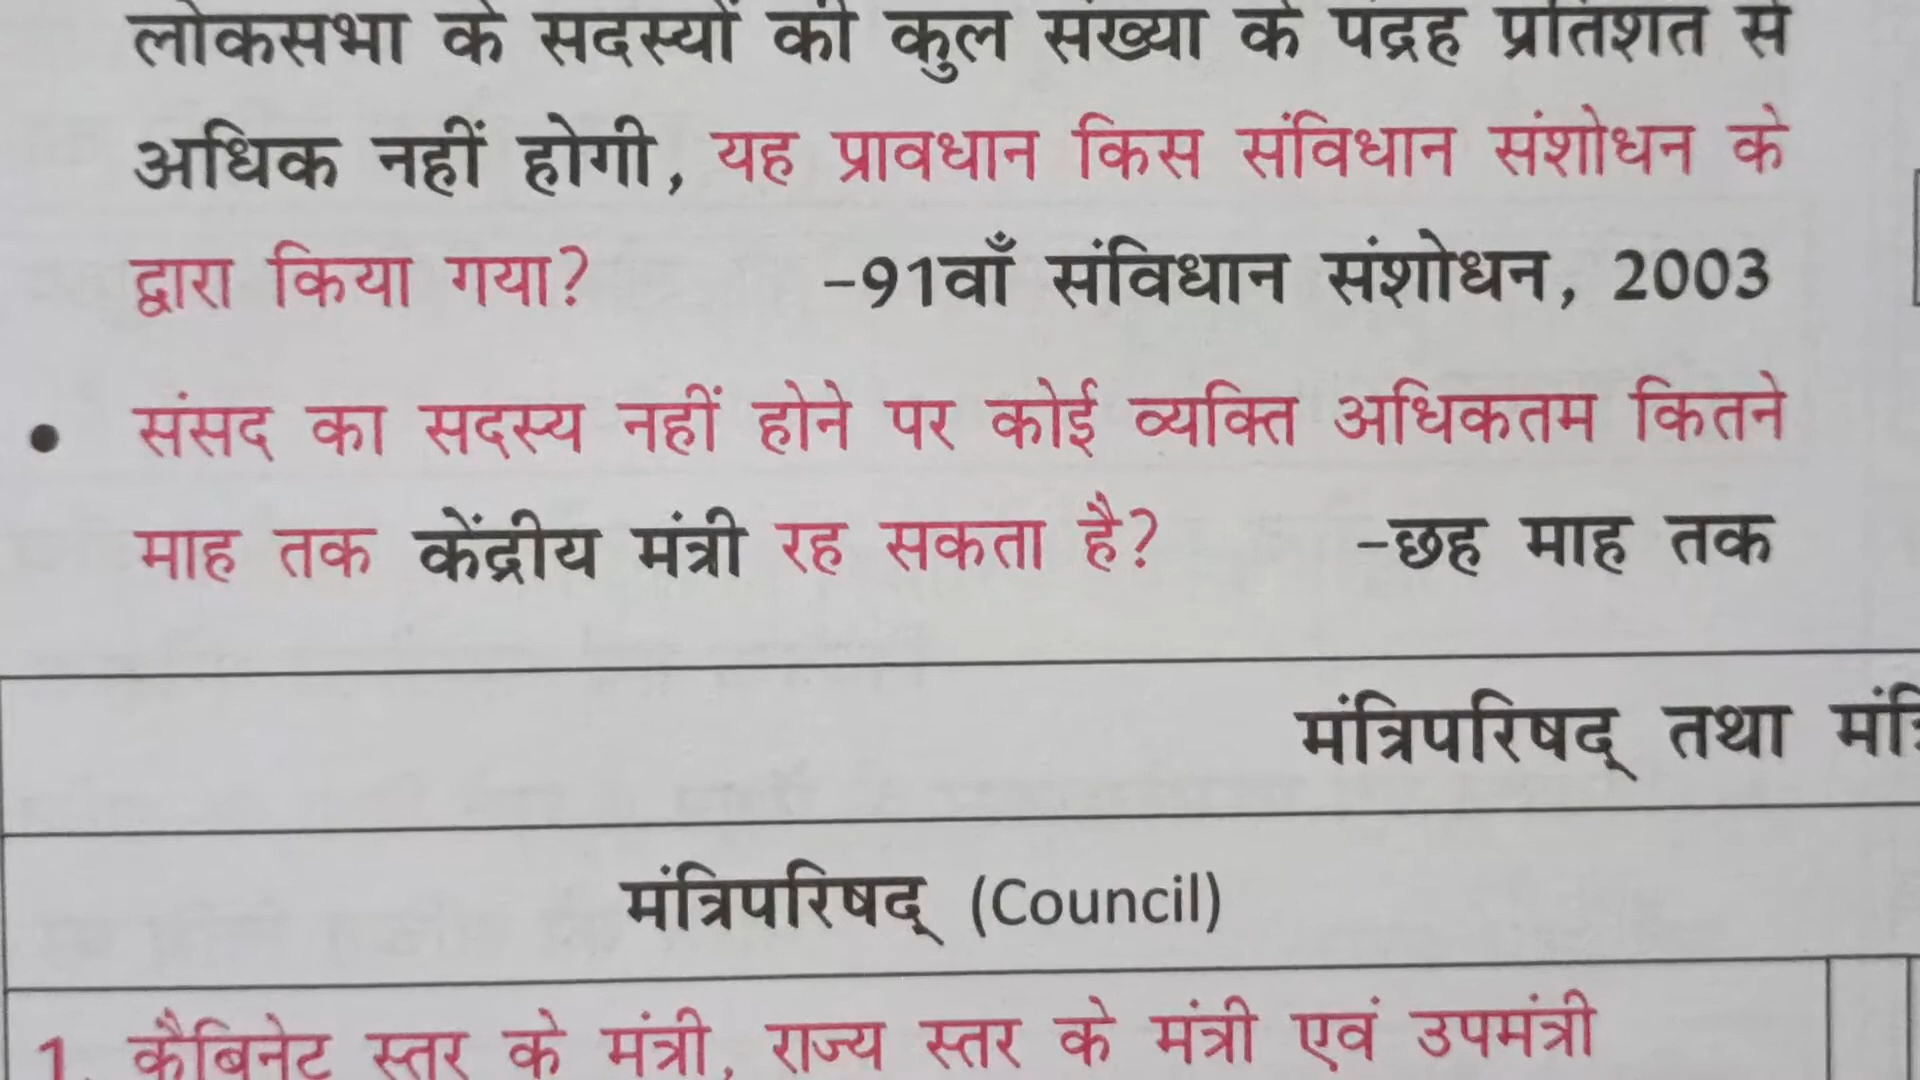 लोकसभा के सदस्यों की कुल संख्या के पंद्रह प्रतिशत से
अधिक नहीं होगी, यह प्रावधान किस संविधान संशोधन के
द्वारा किया गया? -91वाँ संविधान संशोधन, 2003
• संसद का सदस्य नहीं होने पर कोई व्यक्ति अधिकतम कितने
माह तक केंद्रीय मंत्री रह सकता है? -छह माह तक
मंत्रिपरिषद् तथा
मंत्रिपरिषद् (Council)
1. कैबिनेट स्तर के मंत्री, राज्य स्तर के मंत्री एवं उपमंत्री